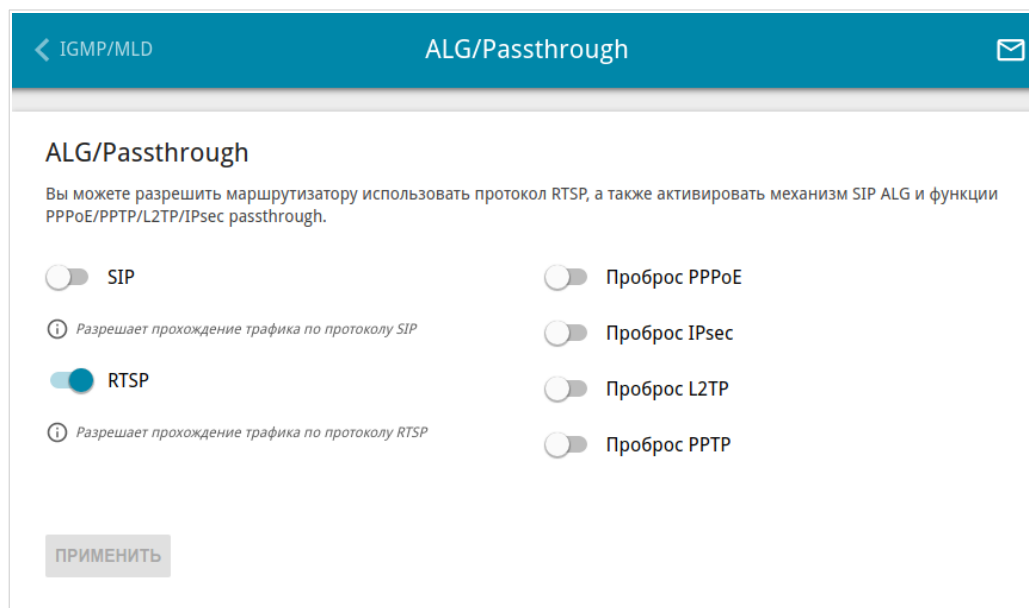 IGMP/MLD
ALG/Passthrough
ALG/Passthrough
Вы можете разрешить маршрутизатору использовать протокол RTSP, а также активировать механизм SIP ALG и функции
PPPoE/PPTP/L2TP/IPsec passthrough.
SIP
Разрешает прохождение трафика по протоколу SIP
RTSP
Разрешает прохождение трафика по протоколу RTSP
Проброс PPPoE
Проброс IPsec
Проброс L2TP
Проброс PPTP
ПРИМЕНИТЬ